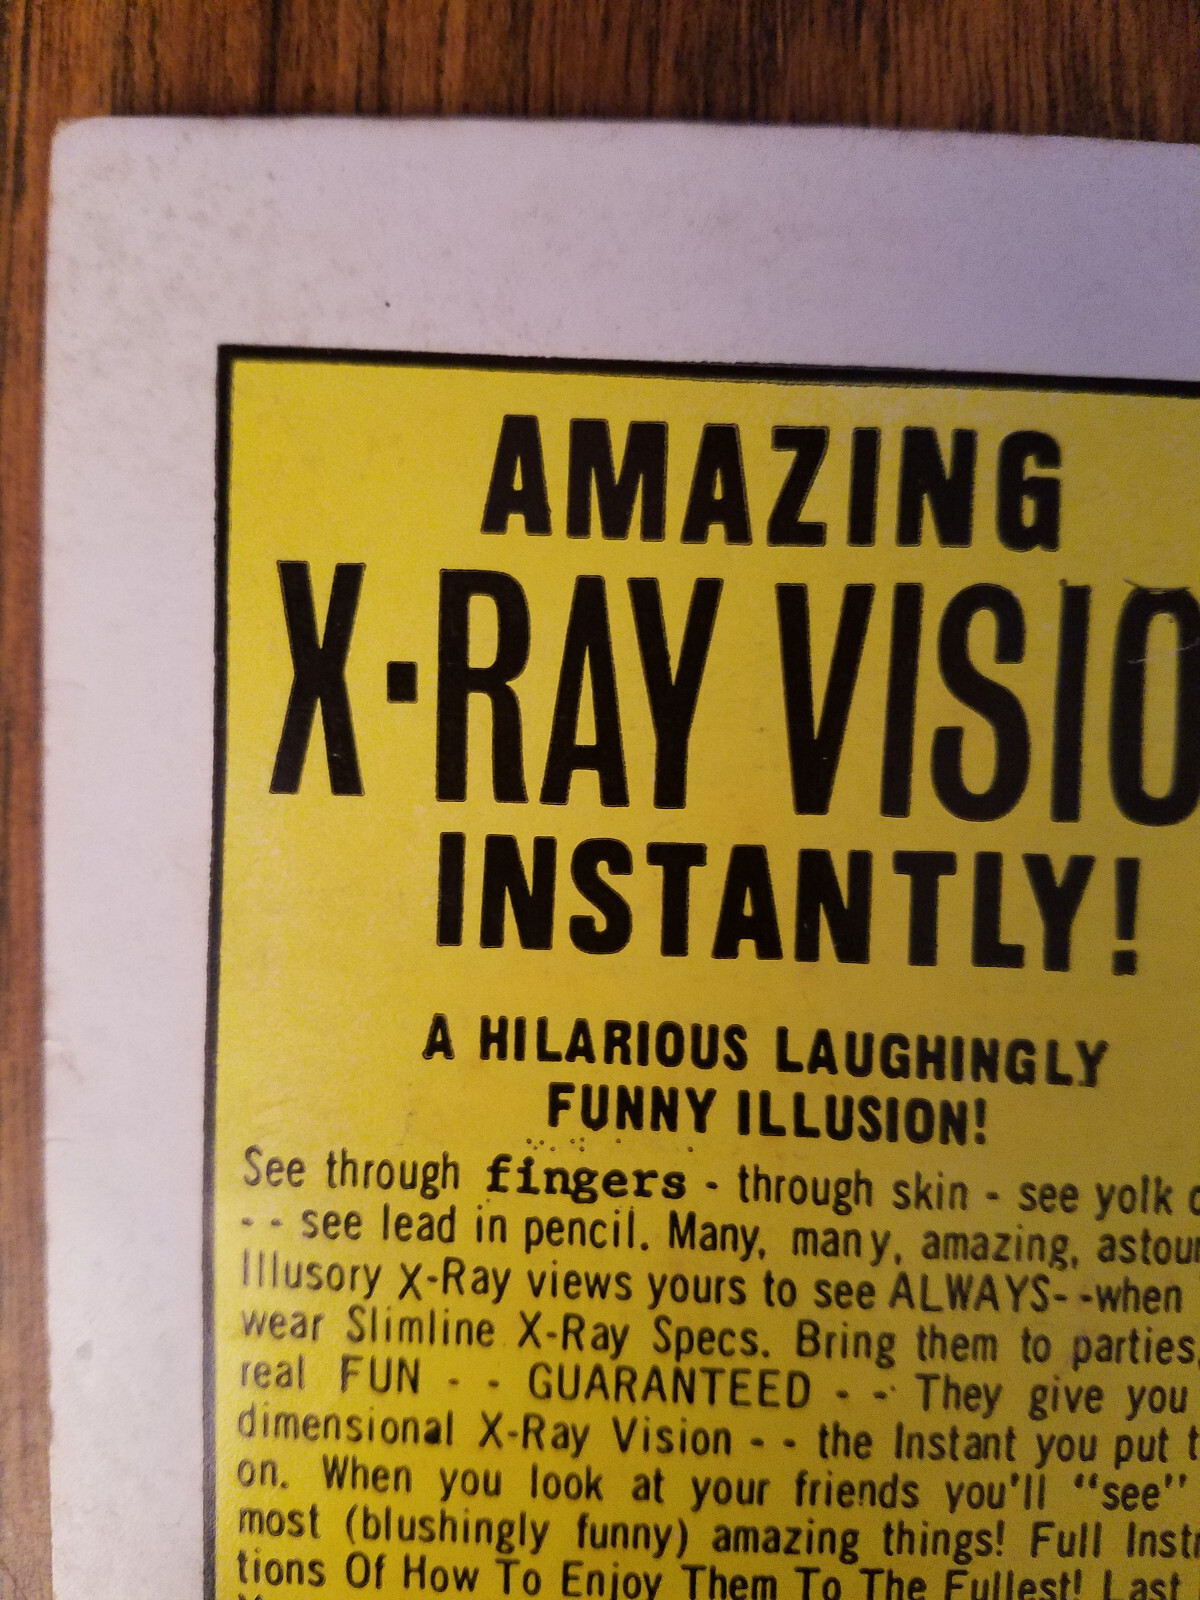 AMAZING
X-RAY VISIO
INSTANTLY!
A HILARIOUS LAUGHINGLY
FUNNY ILLUSION!
See through fingers - through skin - see yolk
- - see lead in pencil. Many, many, amazing, astour
Illusory X-Ray views yours to see ALWAYS- -when
wear Slimline X-Ray Specs. Bring them to parties,
real FUN - - GUARANTEED - - They give you
dimensional X-Ray Vision - - the Instant you put
on. When you look at your friends you'll "see"
most (blushingly funny) amazing things! Full Instr
tions Of How To Enjoy Them To The Fullest! Last